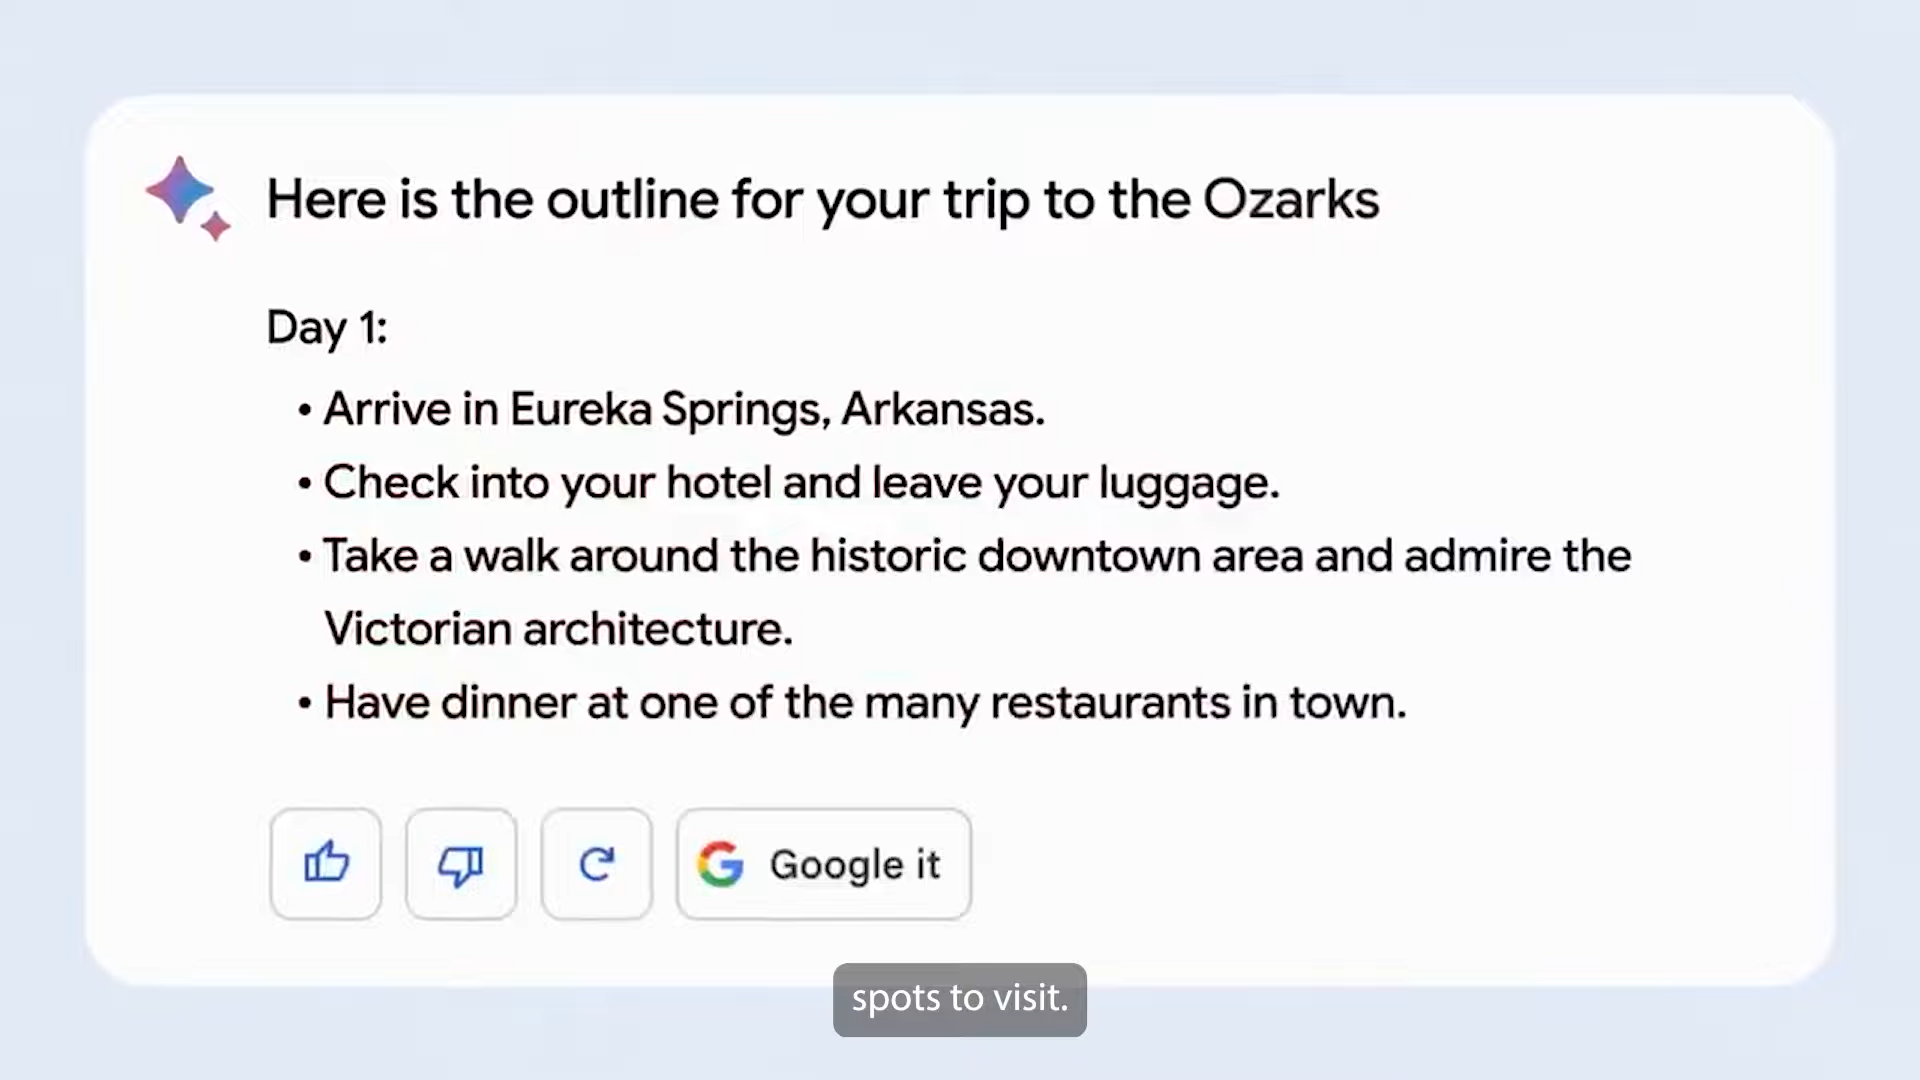 Here is the outline for your trip to the Ozarks
Day 1:
• Arrive in Eureka Springs, Arkansas.
• Check into your hotel and leave your luggage.
• Take a walk around the historic downtown area and admire the
Victorian architecture.
• Have dinner at one of the many restaurants in town.
Google it
spots to visit.